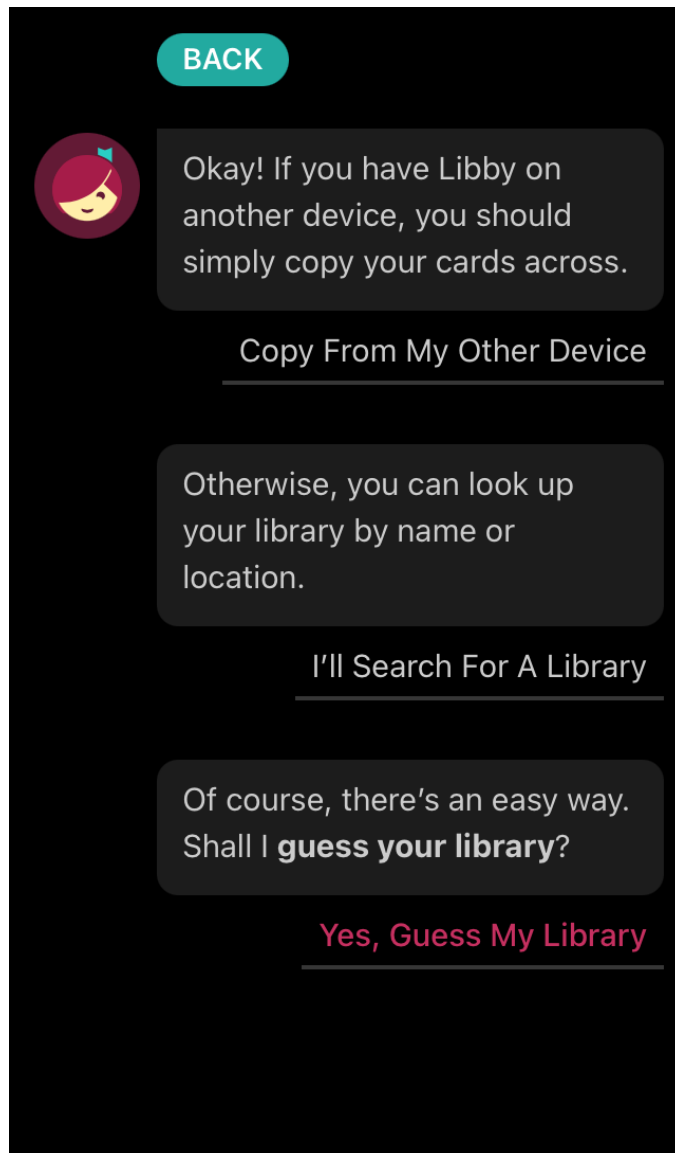 BACK
Okay! If you have Libby on
another device, you should
simply copy your cards across.
Copy From My Other Device
Otherwise, you can look up
your library by name or
location.
I’ll Search For A Library
Of course, there’s an easy way.
Shall I guess your library?
Yes, Guess My Library